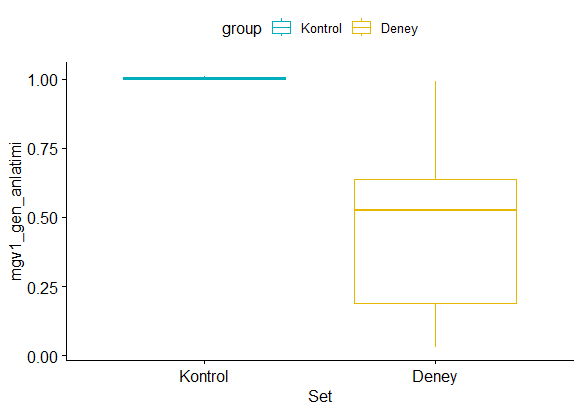 group Kontrol Deney
mgv1_gen_anlatimi
1.00
0.75
0.50
0.25
0.00
Kontrol Deney
Set